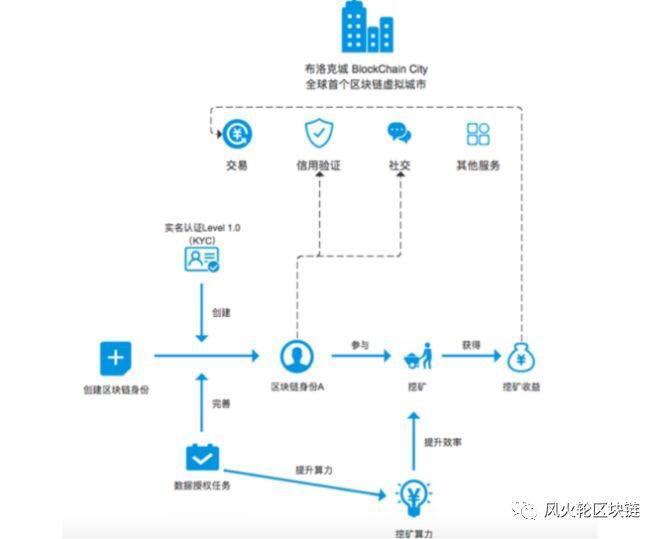 布洛克城 BlockChain City
全球首个区块链虚拟城市
交易
信用验证
社交
其他服务
实名认证Level 1.0
（KYC）
创建
创建区块链身份
区块链身份A
参与
挖矿
获得
挖矿收益
完善
提升效率
数据授权任务
提升算力
挖矿算力
风火轮区块链